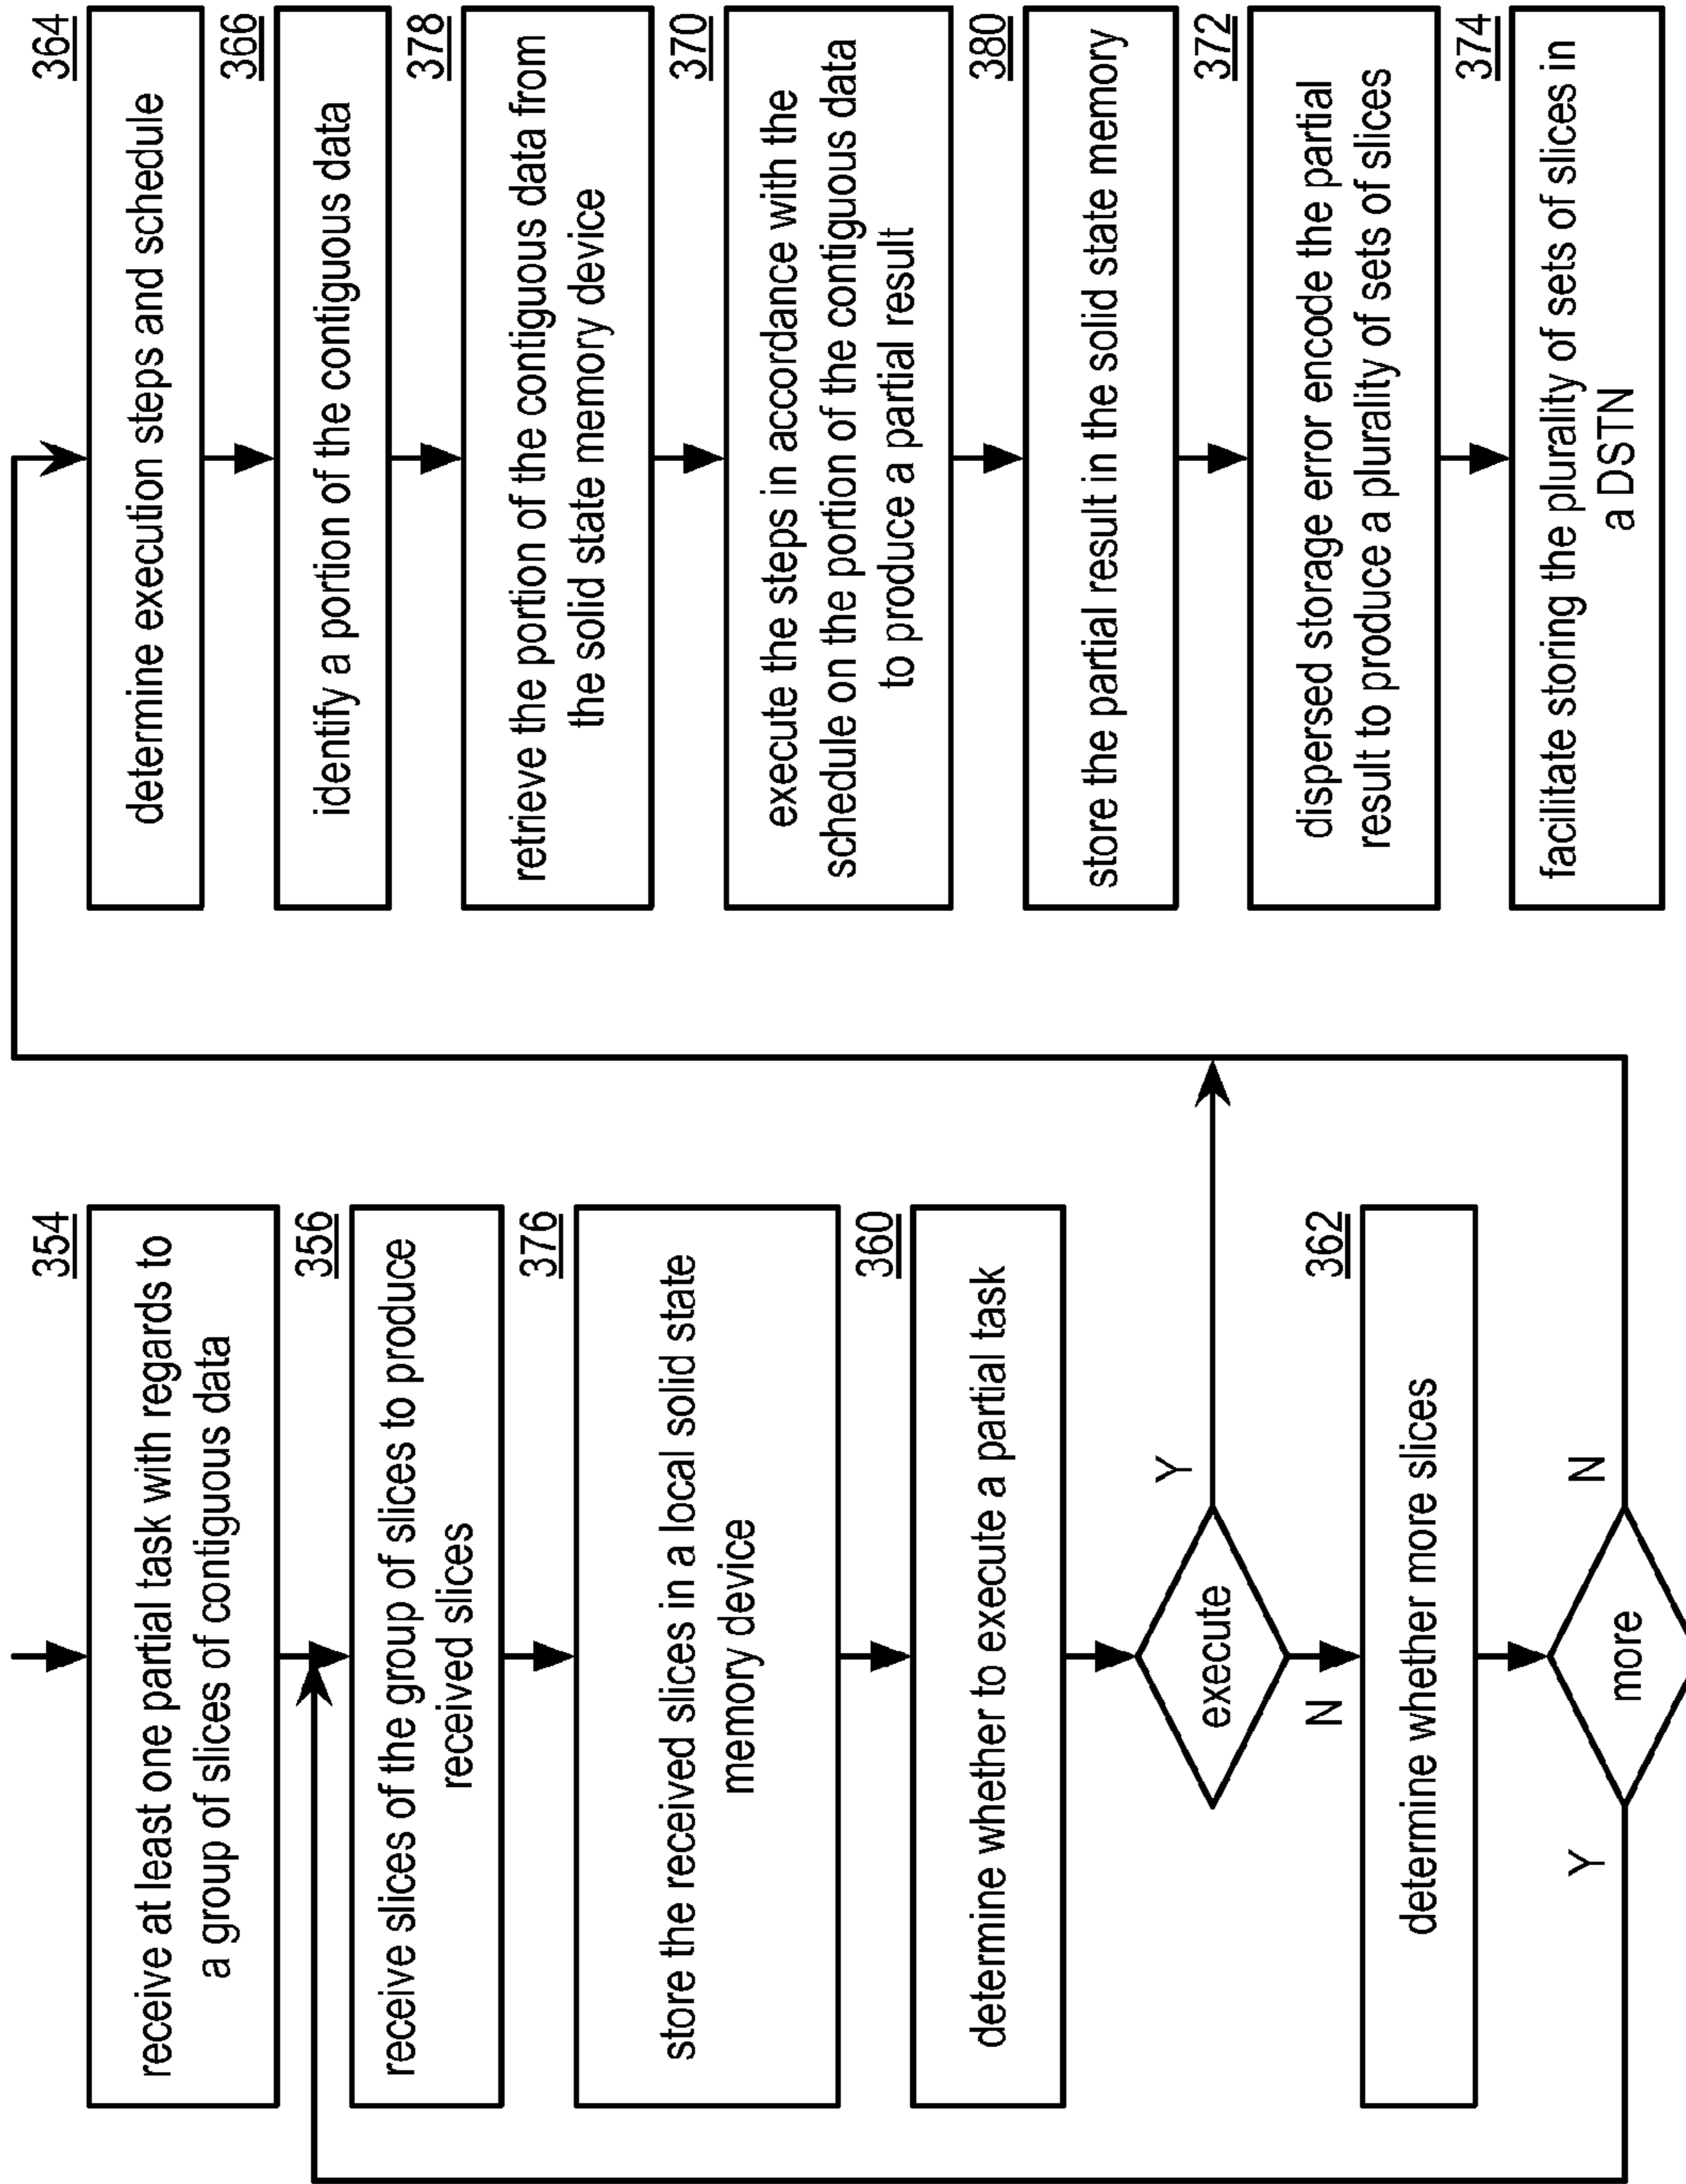 354
receive at least one partial task with regards to
a group of slices of contiguous data
356
receive slices of the group of slices to produce
received slices
376
store the received slices in a local solid state
memory device
360
determine whether to execute a partial task
execute
Y
N
362
determine whether more slices
more
Y
N
364
determine execution steps and schedule
366
identify a portion of the contiguous data
378
retrieve the portion of the contiguous data from
the solid state memory device
370
execute the steps in accordance with the
schedule on the portion of the contiguous data
to produce a partial result
380
store the partial result in the solid state memory
372
dispersed storage error encode the partial
result to produce a plurality of sets of slices
374
facilitate storing the plurality of sets of slices in
a DSTN